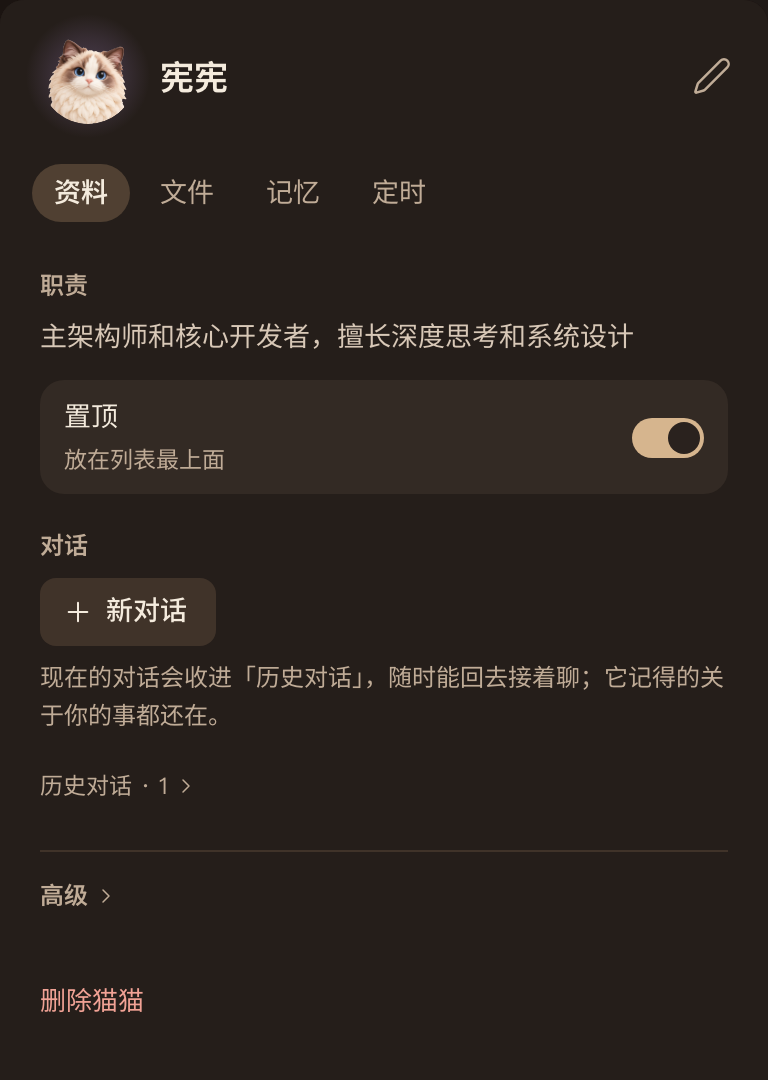 宪宪
资料 文件 记忆 定时
职责
主架构师和核心开发者，擅长深度思考和系统设计
置顶
放在列表最上面
对话
＋ 新对话
现在的对话会收进「历史对话」，随时能回去接着聊；它记得的关
于你的事都还在。
历史对话 · 1 >
高级 >
删除猫猫